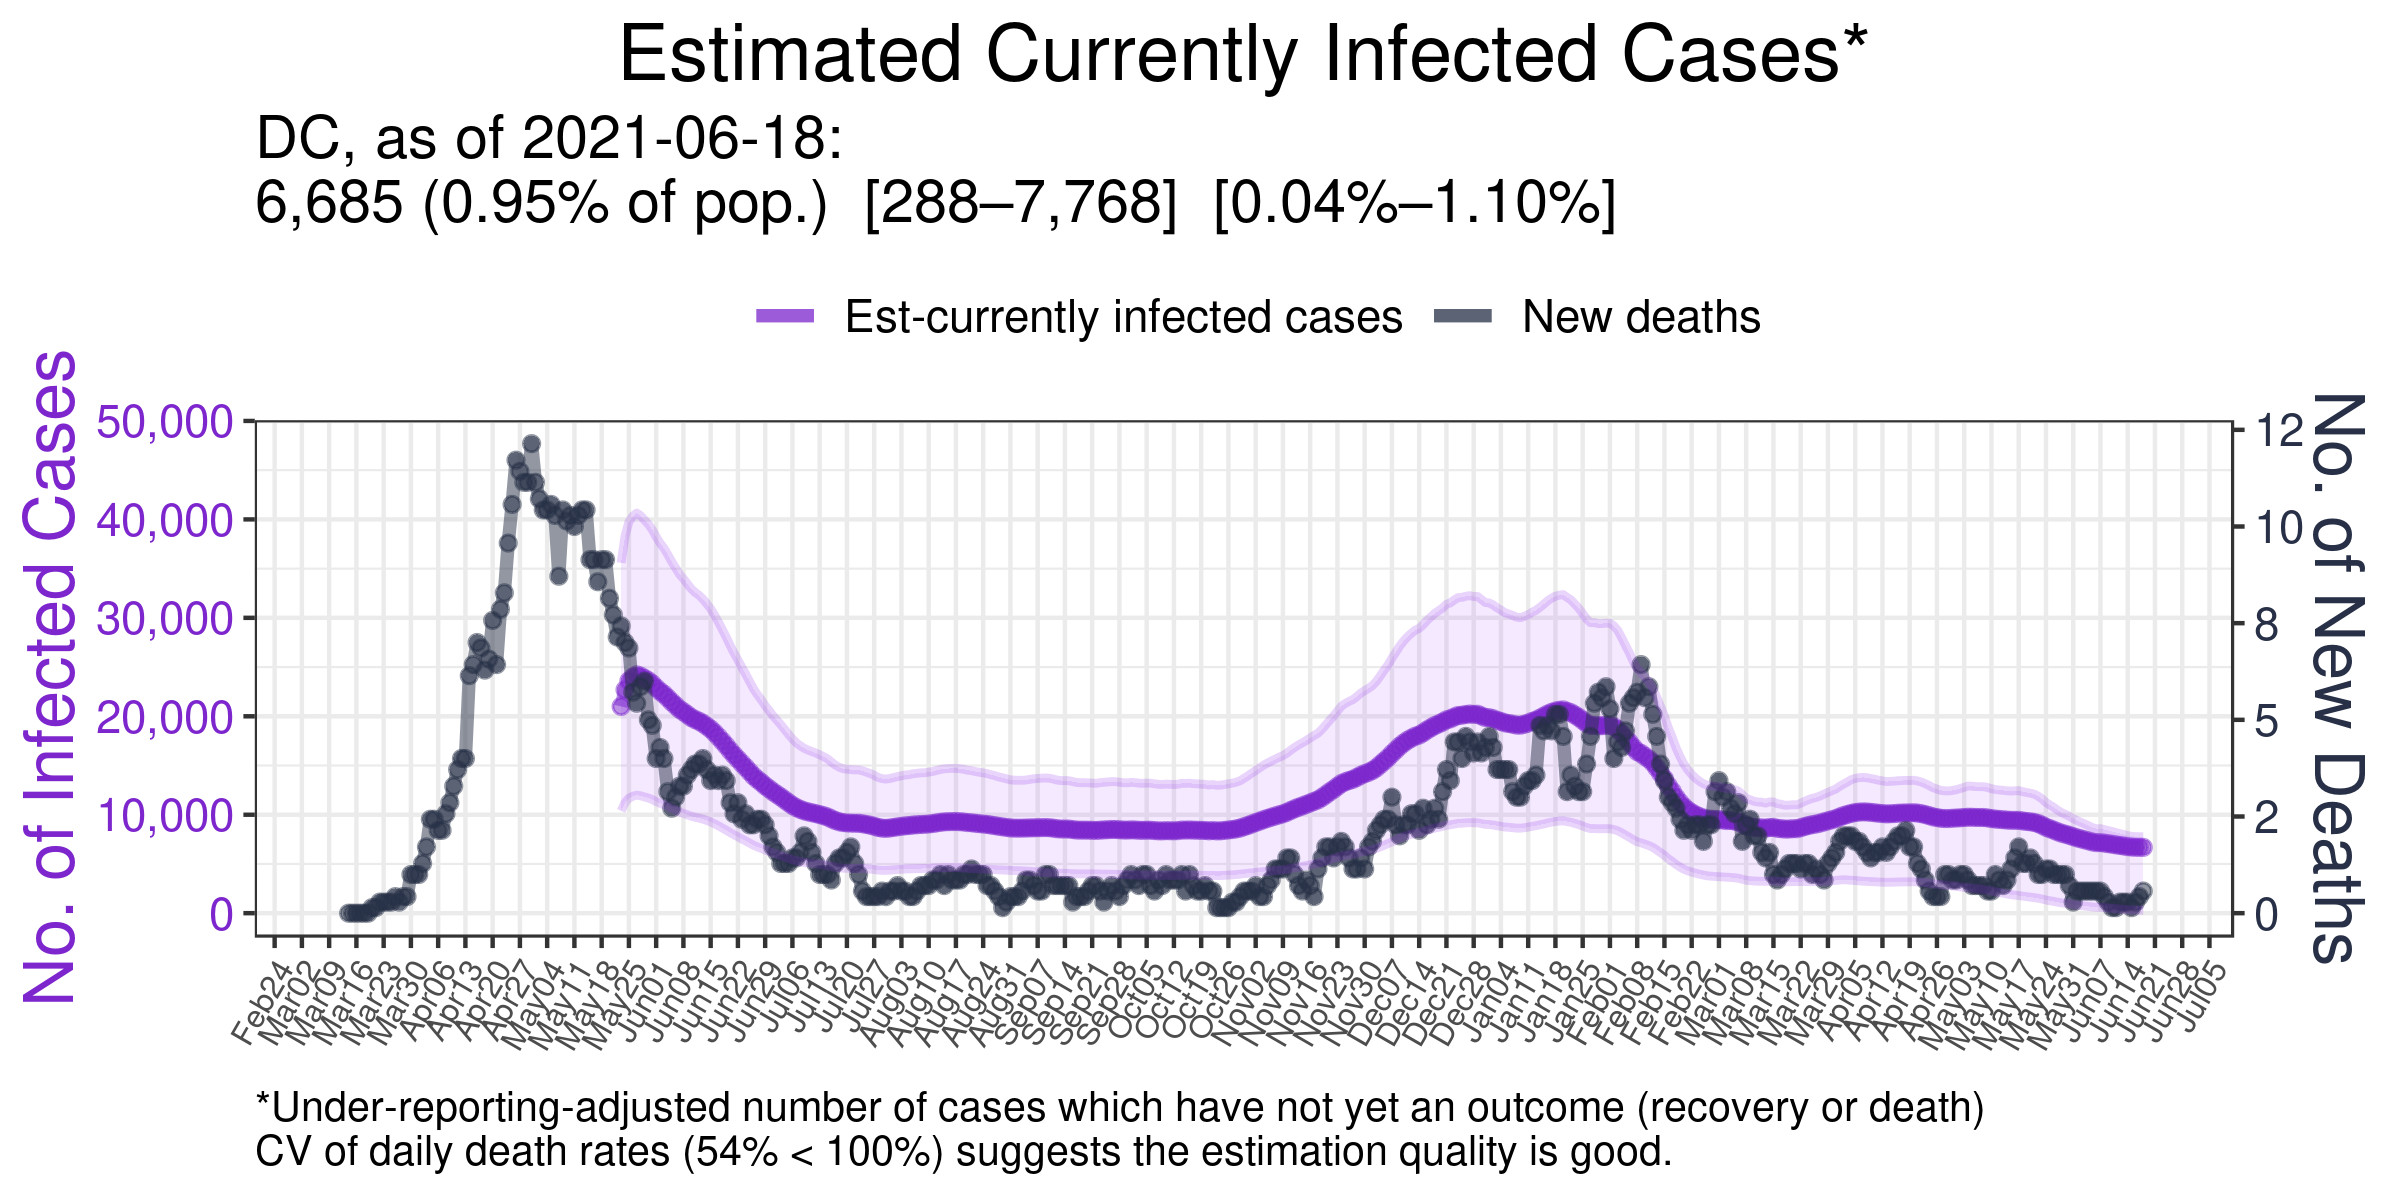 Estimated Currently Infected Cases*
DC, as of 2021-06-18:
6,685 (0.95% of pop.) [288–7,768] [0.04%–1.10%]
Est-currently infected cases
New deaths
No. of Infected Cases
50,000
40,000
30,000
20,000
10,000
0
12
10
8
5
2
0
No. of New Deaths
Feb24
Mar02
Mar09
Mar16
Mar23
Mar30
Apr06
Apr13
Apr20
Apr27
May04
May11
May18
May25
Jun01
Jun08
Jun15
Jun22
Jun29
Jul06
Jul13
Jul20
Jul27
Aug03
Aug10
Aug17
Aug24
Aug31
Sep07
Sep14
Sep21
Sep28
Oct05
Oct12
Oct19
Oct26
Nov02
Nov09
Nov16
Nov23
Nov30
Dec07
Dec14
Dec21
Dec28
Jan04
Jan11
Jan18
Jan25
Feb01
Feb08
Feb15
Feb22
Mar01
Mar08
Mar15
Mar22
Mar29
Apr05
Apr12
Apr19
Apr26
May03
May10
May17
May24
May31
Jun07
Jun14
Jun21
Jun28
Jul05
*Under-reporting-adjusted number of cases which have not yet an outcome (recovery or death)
CV of daily death rates (54% < 100%) suggests the estimation quality is good.